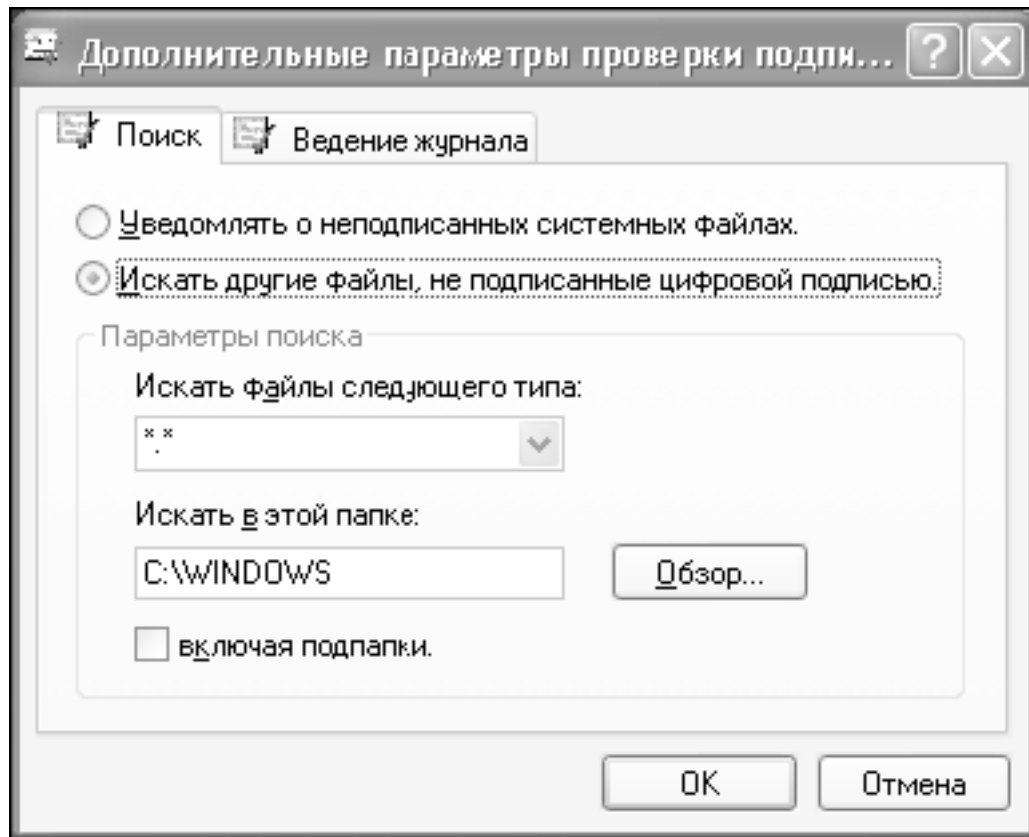 Дополнительные параметры проверки подпи...
Поиск
Ведение журнала
Уведомлять о неподписанных системных файлах.
Искать другие файлы, не подписанные цифровой подписью.
Параметры поиска
Искать файлы следующего типа:
*.*
Искать в этой папке:
C:\WINDOWS
Обзор...
включая подпапки.
OK
Отмена